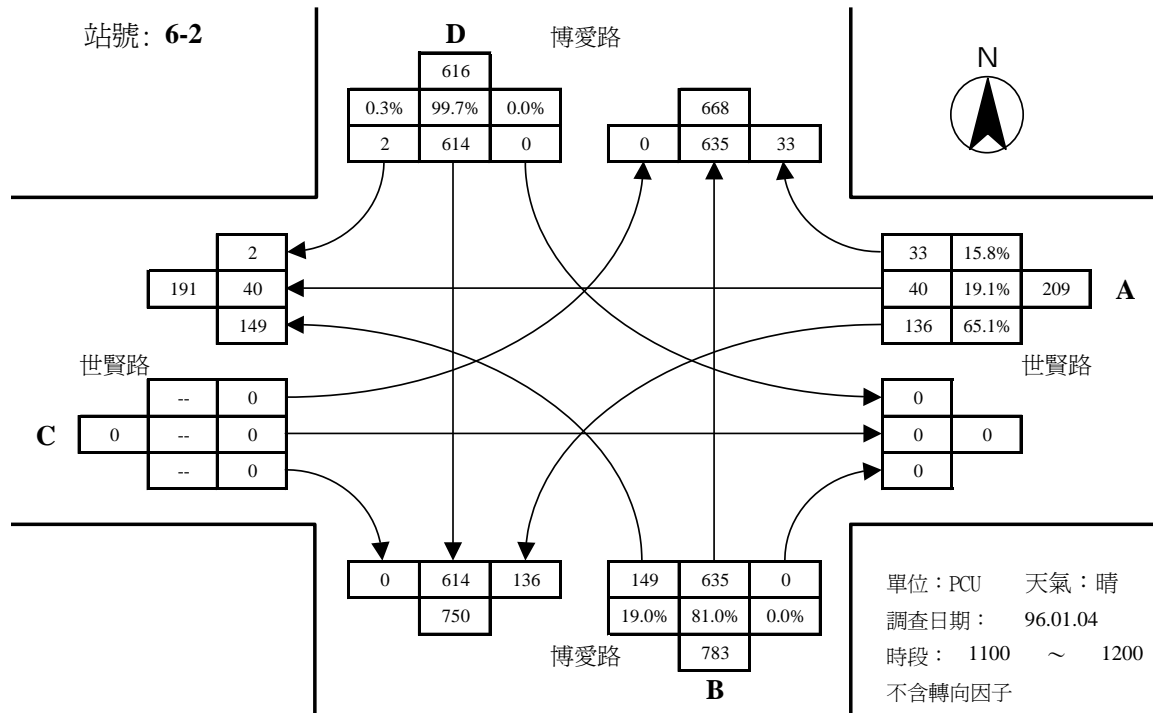 站號: 6-2
D
博愛路
N
616
0.3% 99.7% 0.0%
2 614 0
668
0 635 33
2
191 40
149
33 15.8%
40 19.1% 209
136 65.1%
A
世賢路
世賢路
-- 0
C 0 -- 0
-- 0
0
0 0
0
0 614 136
750
149 635 0
19.0% 81.0% 0.0%
783
博愛路
B
單位：PCU 天氣：晴
調查日期： 96.01.04
時段： 1100 ～ 1200
不含轉向因子